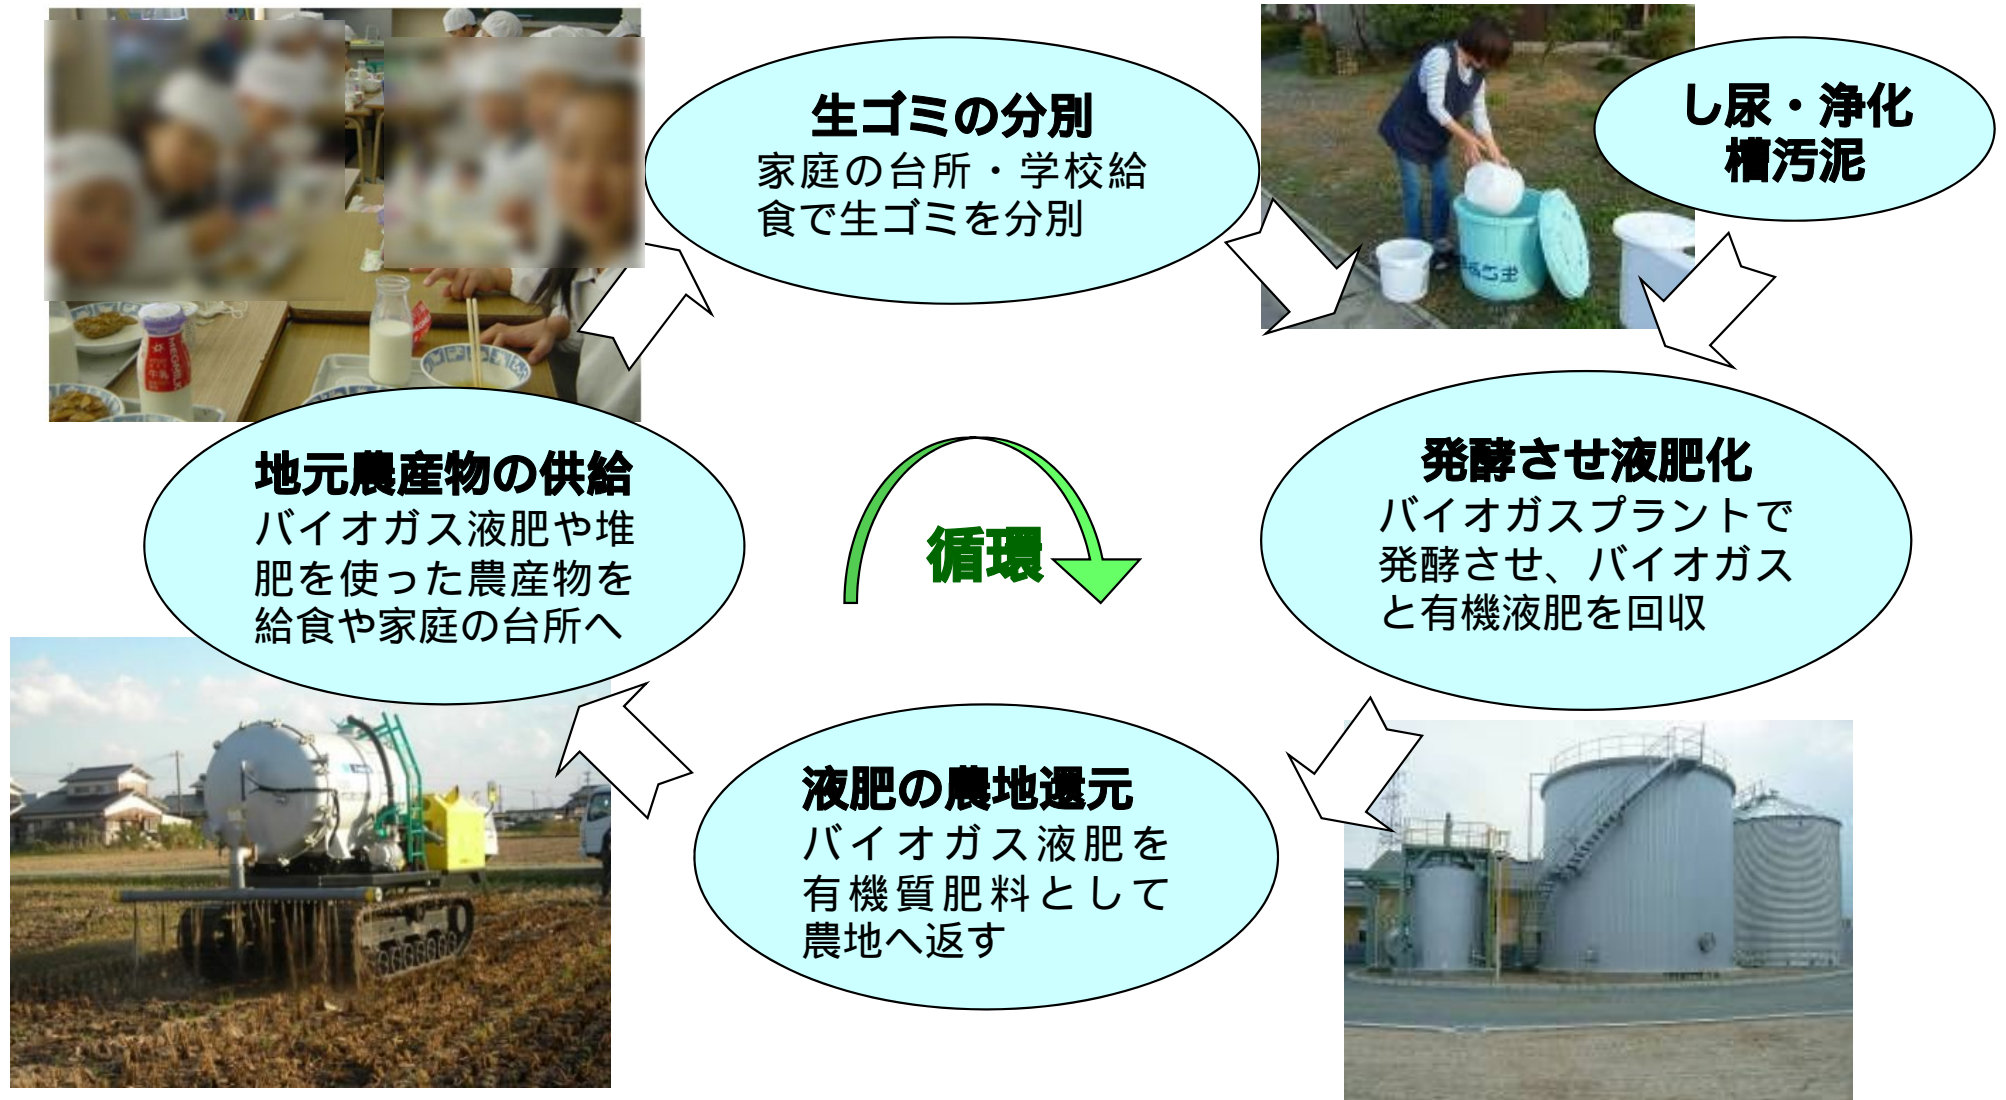 生ゴミの分別
家庭の台所・学校給
食で生ゴミを分別
し尿・浄化
槽汚泥
発酵させ液肥化
バイオガスプラントで
発酵させ、バイオガス
と有機液肥を回収
液肥の農地還元
バイオガス液肥を
有機質肥料として
農地へ返す
地元農産物の供給
バイオガス液肥や堆
肥を使った農産物を
給食や家庭の台所へ
循環
MEGMILK
牛乳